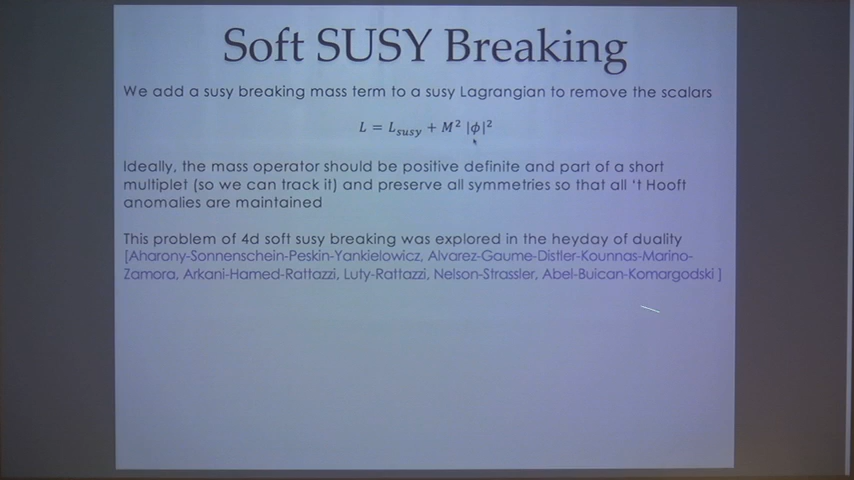 Soft SUSY Breaking
We add a susy breaking mass term to a susy Lagrangian to remove the scalars
L = L_susy + M² |ϕ|²
Ideally, the mass operator should be positive definite and part of a short
multiplet (so we can track it) and preserve all symmetries so that all ‘t Hooft
anomalies are maintained
This problem of 4d soft susy breaking was explored in the heyday of duality
[Aharony-Sonnenschein-Peskin-Yankielowicz, Alvarez-Gaume-Distler-Kounnas-Marino-
Zamora, Arkani-Hamed-Rattazzi, Luty-Rattazzi, Nelson-Strassler, Abel-Buican-Komargodski ]